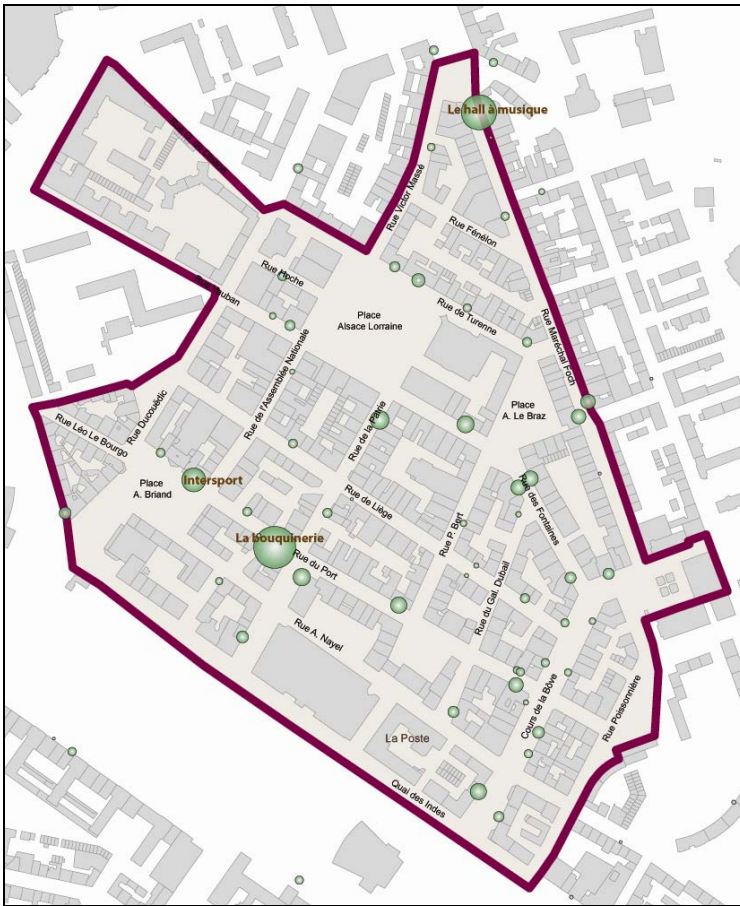 Le hall à musique
Rue Victor Massé
Rue Fénélon
Rue Hoche
Rue Vauban
Place
Alsace Lorraine
Rue de Turenne
Rue Maréchal Foch
Rue de l'Assemblée Nationale
Rue Ducouëdic
Rue Léo Le Bourgo
Rue de la Patrie
Place
A. Le Braz
Place
A. Briand
Intersport
Rue de Liège
Rue des Fontaines
La bouquinerie
Rue P. Bert
Rue du Port
Rue du Gal. Dubail
Rue A. Nayel
Cours de la Bôve
Rue Poissonnière
La Poste
Quai des Indes